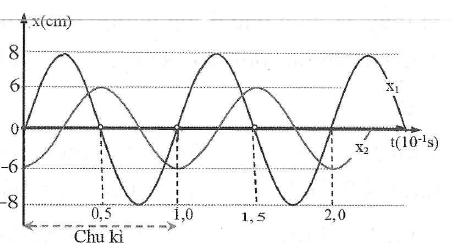 x(cm)
8
6
x₁
0
x₂
t(10⁻¹s)
-6
-8
0,5
1,0
1,5
2,0
Chu kì